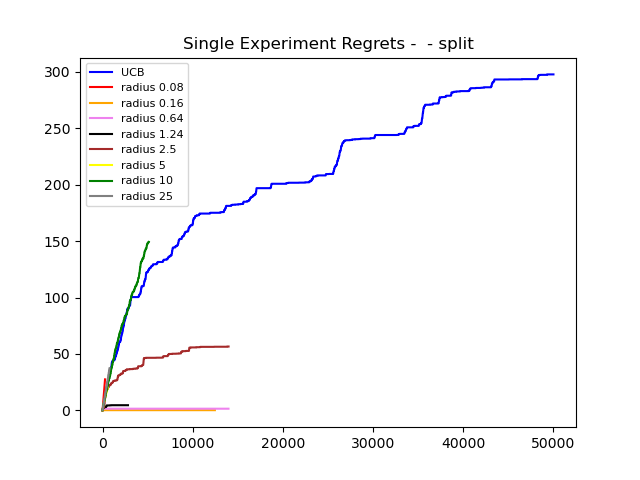 Single Experiment Regrets -  - split
300
250
200
150
100
50
0
UCB
radius 0.08
radius 0.16
radius 0.64
radius 1.24
radius 2.5
radius 5
radius 10
radius 25
0 10000 20000 30000 40000 50000